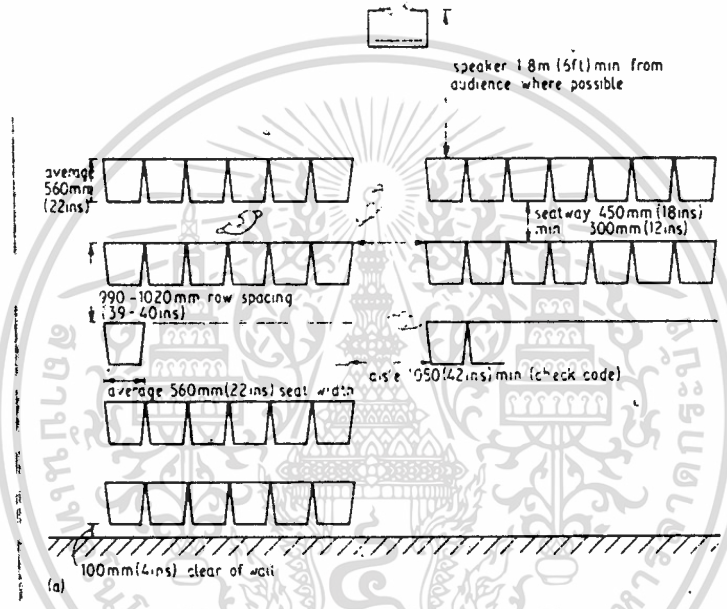 speaker 1·8m (6ft) min from
audience where possible
average
560mm
(22ins)
seatway 450mm (18ins)
min 300mm (12ins)
990-1020mm row spacing
(39-40ins)
aisle 1050(42ins) min (check code)
average 560mm(22ins) seat width
100mm(4ins) clear of wall
(a)